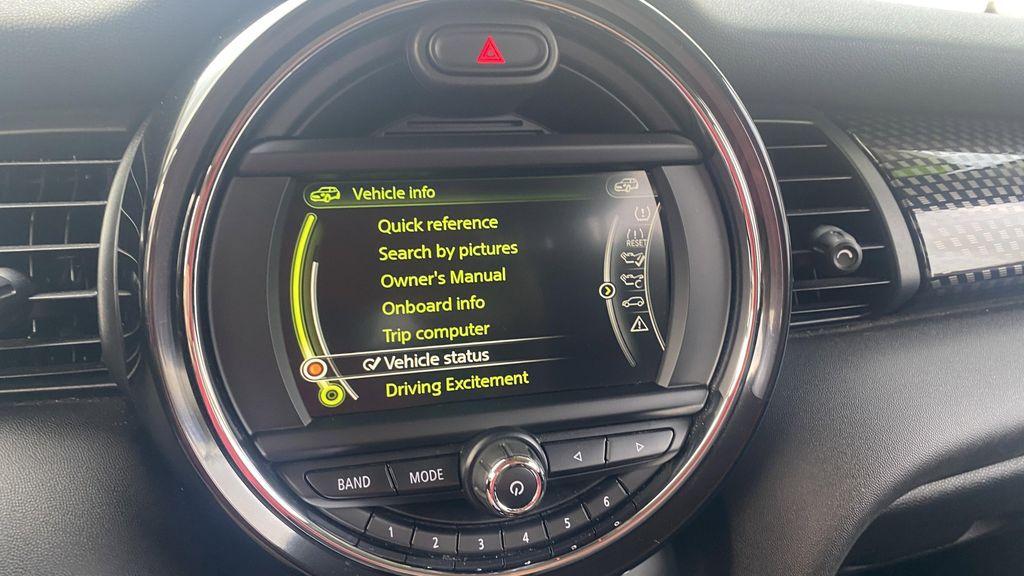 Vehicle info
Quick reference
Search by pictures
Owner's Manual
Onboard info
Trip computer
Vehicle status
Driving Excitement
RESET
BAND
MODE
1
2
3
4
5
6